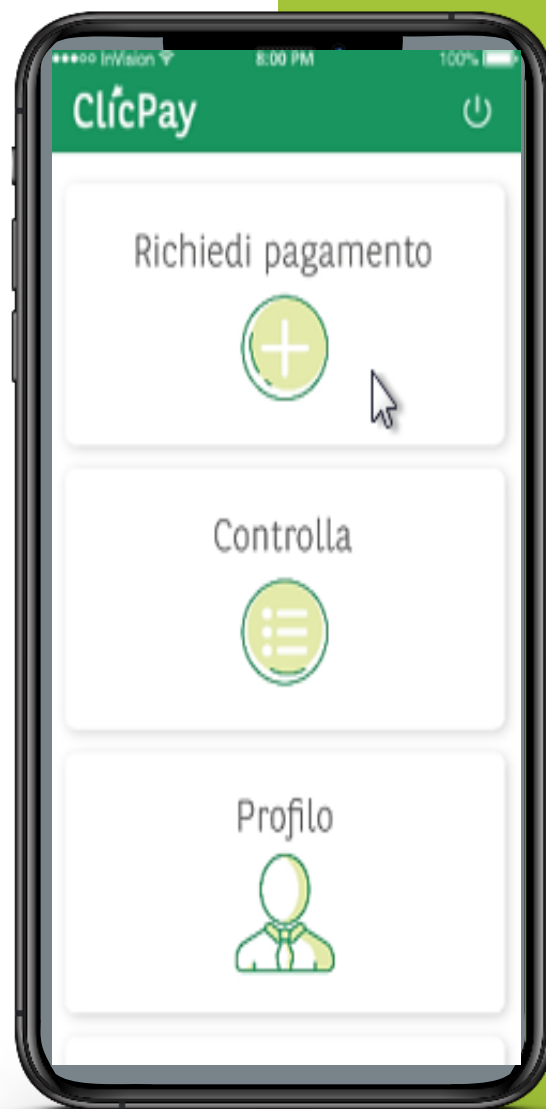 InVision 8:00 PM 100%
ClicPay
Richiedi pagamento
Controlla
Profilo